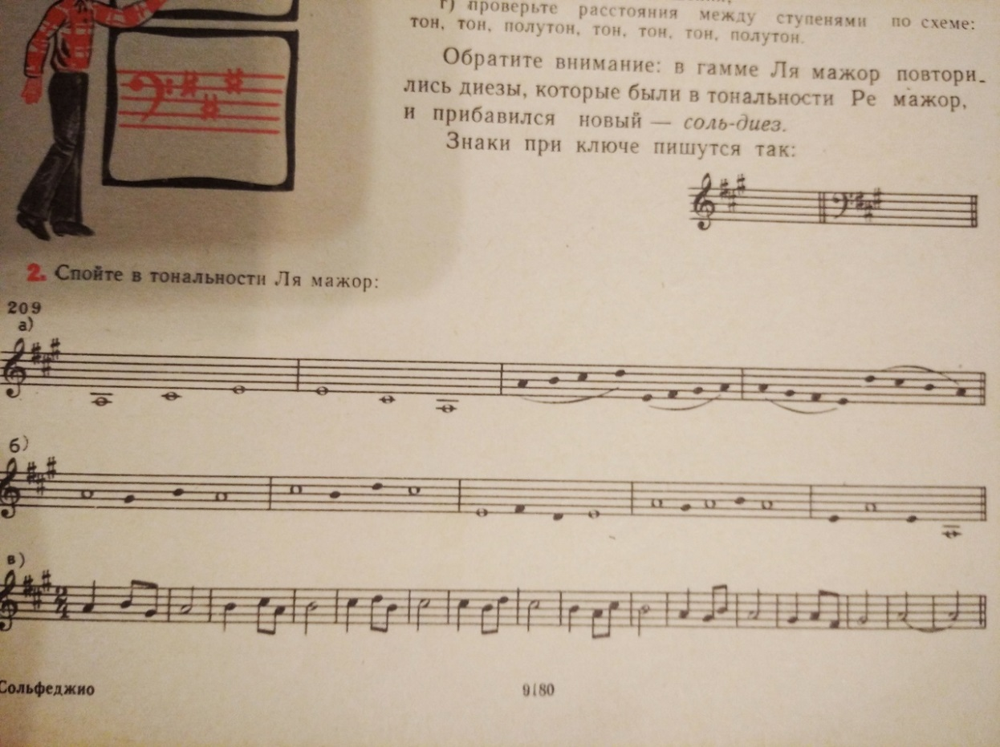 г) проверьте расстояния между ступенями по схеме:
тон, тон, полутон, тон, тон, тон, полутон.
Обратите внимание: в гамме Ля мажор повтори-
лись диезы, которые были в тональности Ре мажор,
и прибавился новый — соль-диез.
Знаки при ключе пишутся так:
2. Спойте в тональности Ля мажор:
209
а)
б)
в)
2
4
Сольфеджио
9180